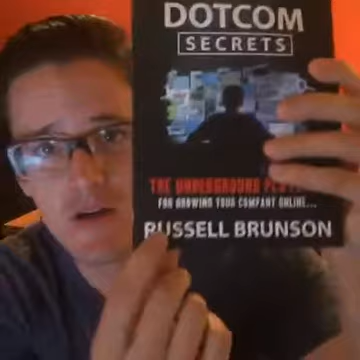 DOTCOM
SECRETS
THE UNDERGROUND
FOR GROWING YOUR COMPANY ONLINE...
RUSSELL BRUNSON